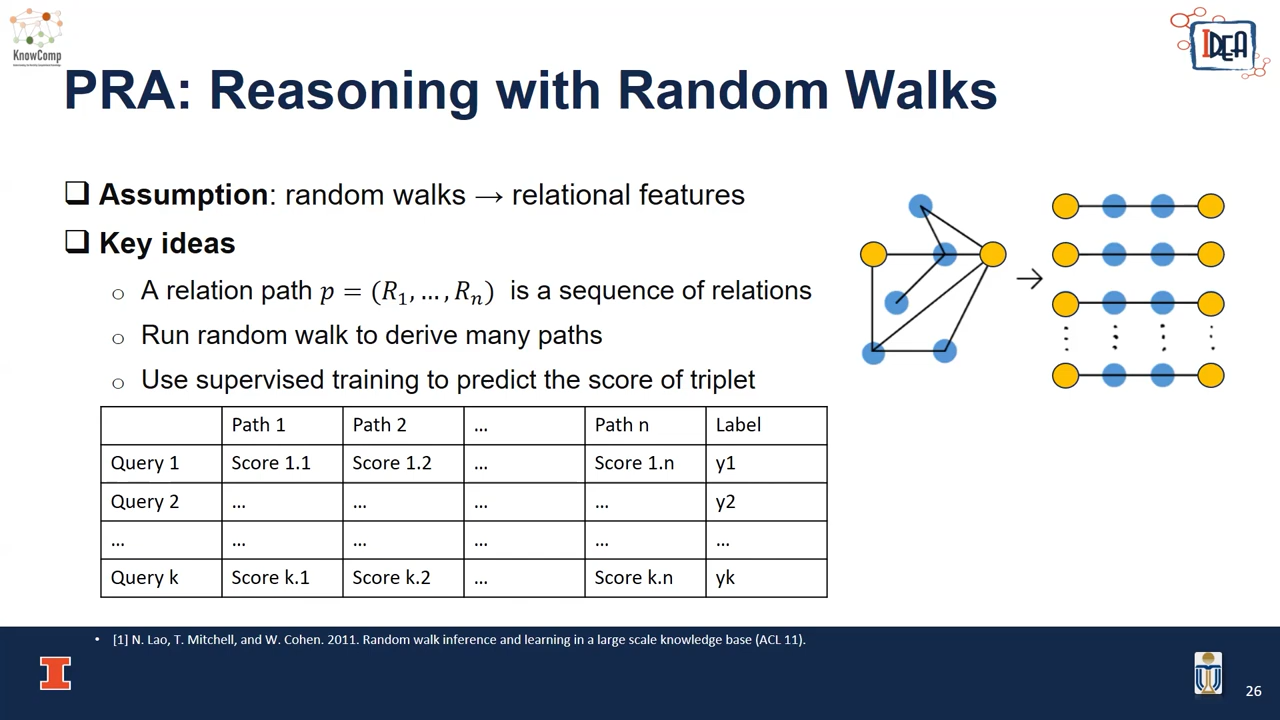 KnowComp
IDEA
PRA: Reasoning with Random Walks
❑ Assumption: random walks → relational features
❑ Key ideas
○ A relation path p = (R₁, … , Rₙ) is a sequence of relations
○ Run random walk to derive many paths
○ Use supervised training to predict the score of triplet
Path 1 Path 2 … Path n Label
Query 1 Score 1.1 Score 1.2 … Score 1.n y1
Query 2 … … … … y2
… … … … … …
Query k Score k.1 Score k.2 … Score k.n yk
• [1] N. Lao, T. Mitchell, and W. Cohen. 2011. Random walk inference and learning in a large scale knowledge base (ACL 11).
I
26